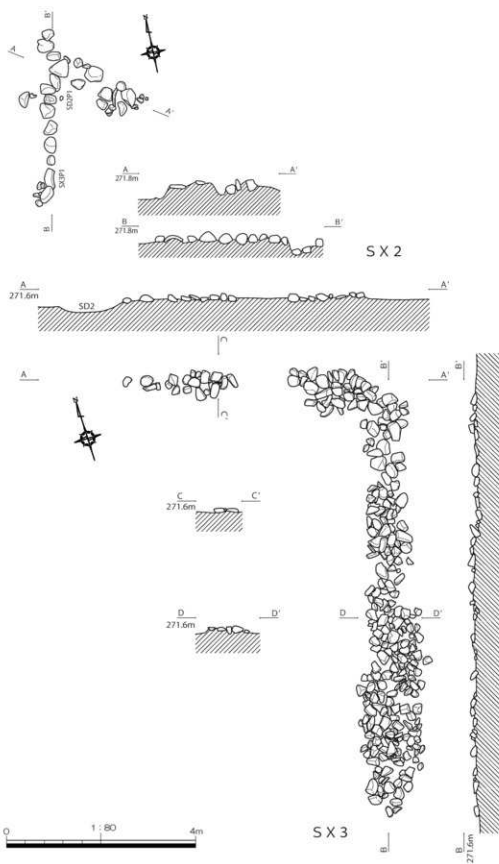 B'
A
SD2P1
A'
SX3P1
B
A A'
271.8m
B B'
271.8m
SX2
A A'
271.6m
SD2
C
A B' A' B'
C'
C C'
271.6m
D D' D D'
271.6m
0 1:80 4m
SX3
B B
271.6m